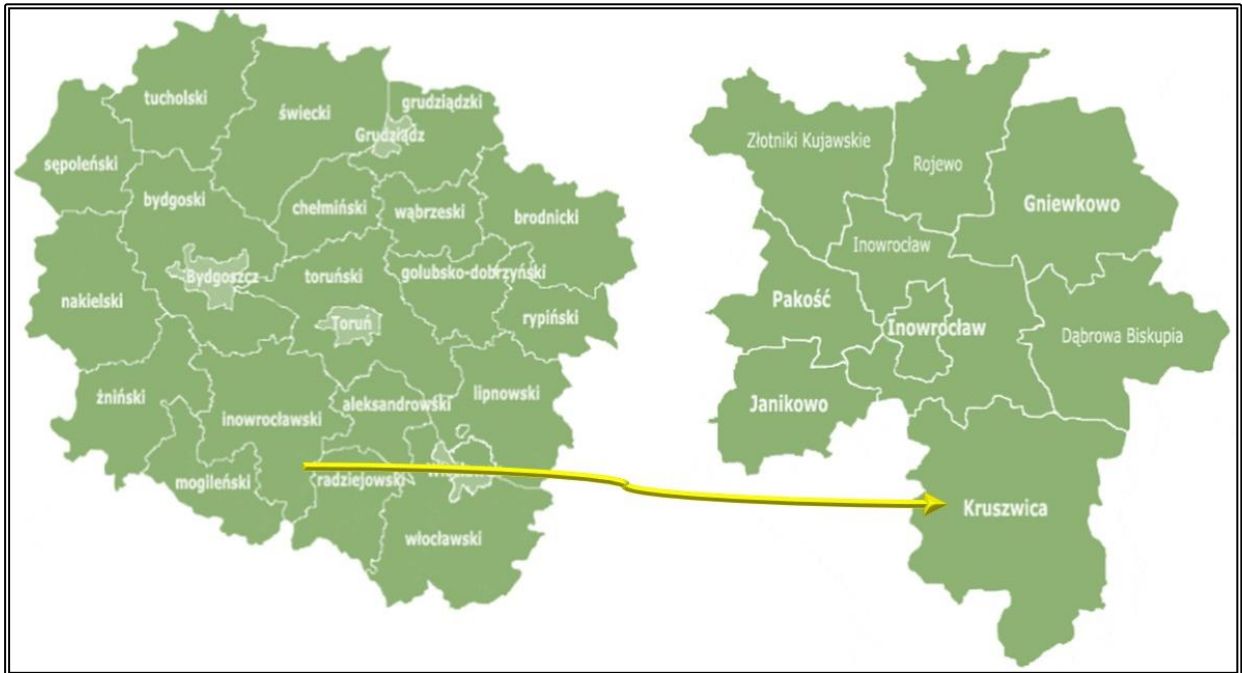 tucholski
świecki
grudziądzki
Grudziądz
sępoleński
bydgoski
chełmiński
wąbrzeski
brodnicki
Bydgoszcz
toruński
golubsko-dobrzyński
nakielski
Toruń
rypiński
żniński
inowrocławski
aleksandrowski
lipnowski
mogileński
radziejowski
włocławski
Złotniki Kujawskie
Rojewo
Gniewkowo
Inowrocław
Pakość
Inowrocław
Dąbrowa Biskupia
Janikowo
Kruszwica